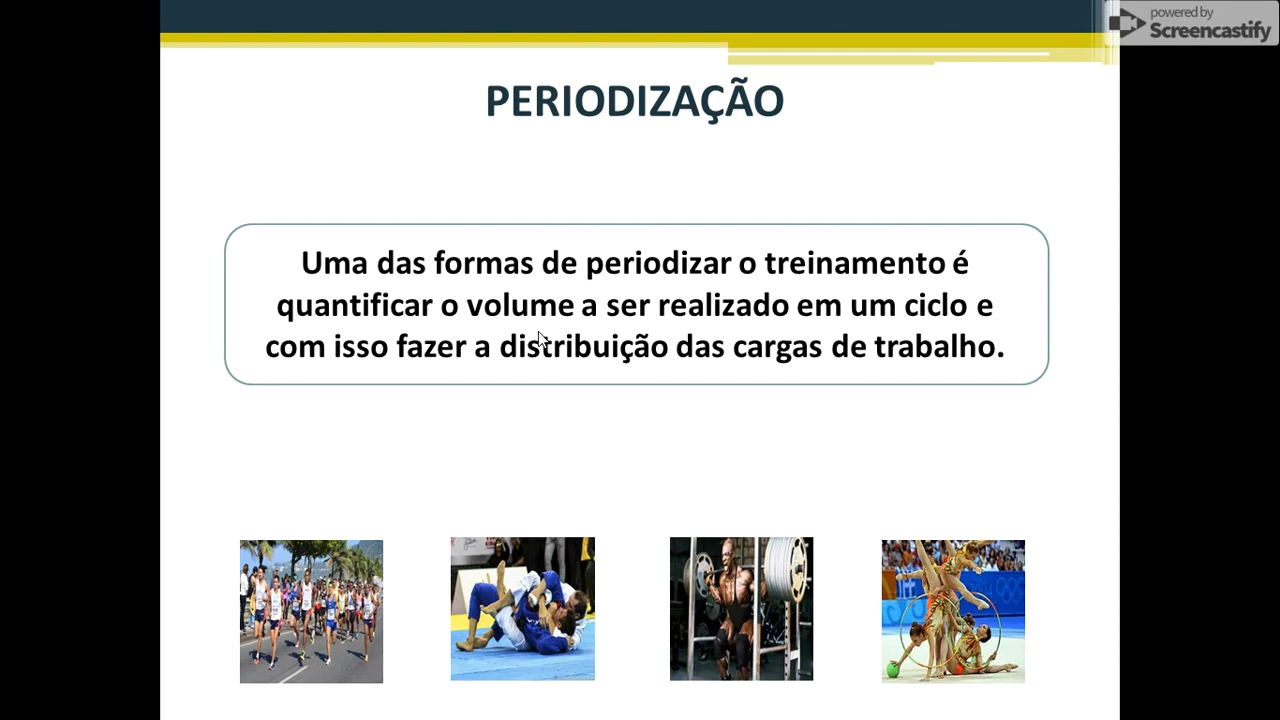 powered by
Screencastify
PERIODIZAÇÃO
Uma das formas de periodizar o treinamento é
quantificar o volume a ser realizado em um ciclo e
com isso fazer a distribuição das cargas de trabalho.